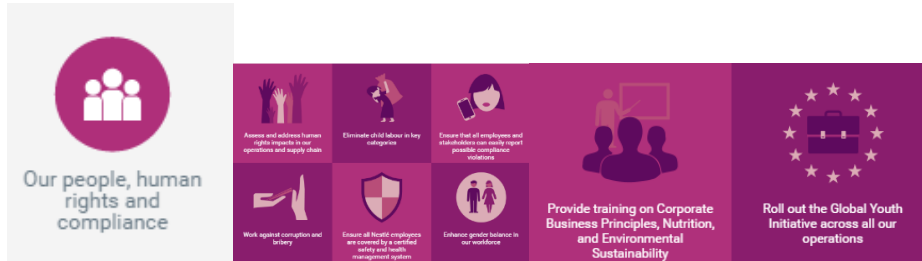 Our people, human
rights and
compliance
Assess and address human
rights impacts in our
operations and supply chain
Eliminate child labour in key
categories
Ensure that all employees and
stakeholders can easily report
possible compliance
violations
Work against corruption and
bribery
Ensure all Nestlé employees
are covered by a certified
safety and health
management system
Enhance gender balance in
our workforce
Provide training on Corporate
Business Principles, Nutrition,
and Environmental
Sustainability
Roll out the Global Youth
Initiative across all our
operations